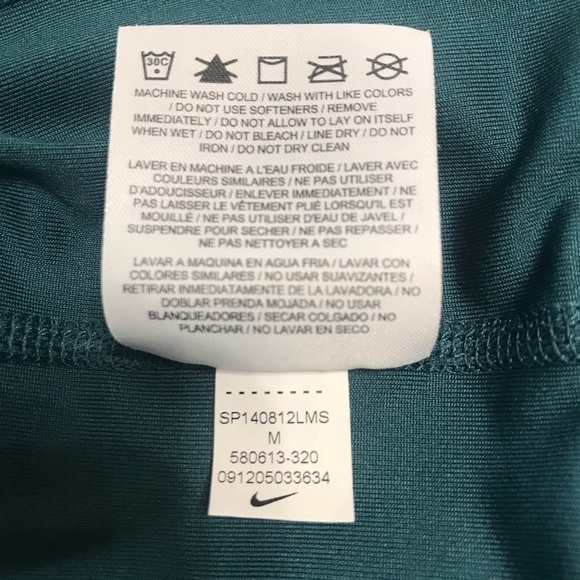 30C
MACHINE WASH COLD / WASH WITH LIKE COLORS
/ DO NOT USE SOFTENERS / REMOVE
IMMEDIATELY / DO NOT ALLOW TO LAY ON ITSELF
WHEN WET / DO NOT BLEACH / LINE DRY / DO NOT
IRON / DO NOT DRY CLEAN
LAVER EN MACHINE A L'EAU FROIDE / LAVER AVEC
COULEURS SIMILAIRES / NE PAS UTILISER
D'ADOUCISSEUR / ENLEVER IMMEDIATEMENT / NE
PAS LAISSER LE VÊTEMENT PLIÉ LORSQU'IL EST
MOUILLÉ / NE PAS UTILISER D'EAU DE JAVEL /
SUSPENDRE POUR SECHER / NE PAS REPASSER /
NE PAS NETTOYER A SEC
LAVAR A MAQUINA EN AGUA FRIA / LAVAR CON
COLORES SIMILARES / NO USAR SUAVIZANTES /
RETIRAR INMEDIATAMENTE DE LA LAVADORA / NO
DOBLAR PRENDA MOJADA / NO USAR
BLANQUEADORES / SECAR COLGADO / NO
PLANCHAR / NO LAVAR EN SECO
SP140812LMS
M
580613-320
091205033634